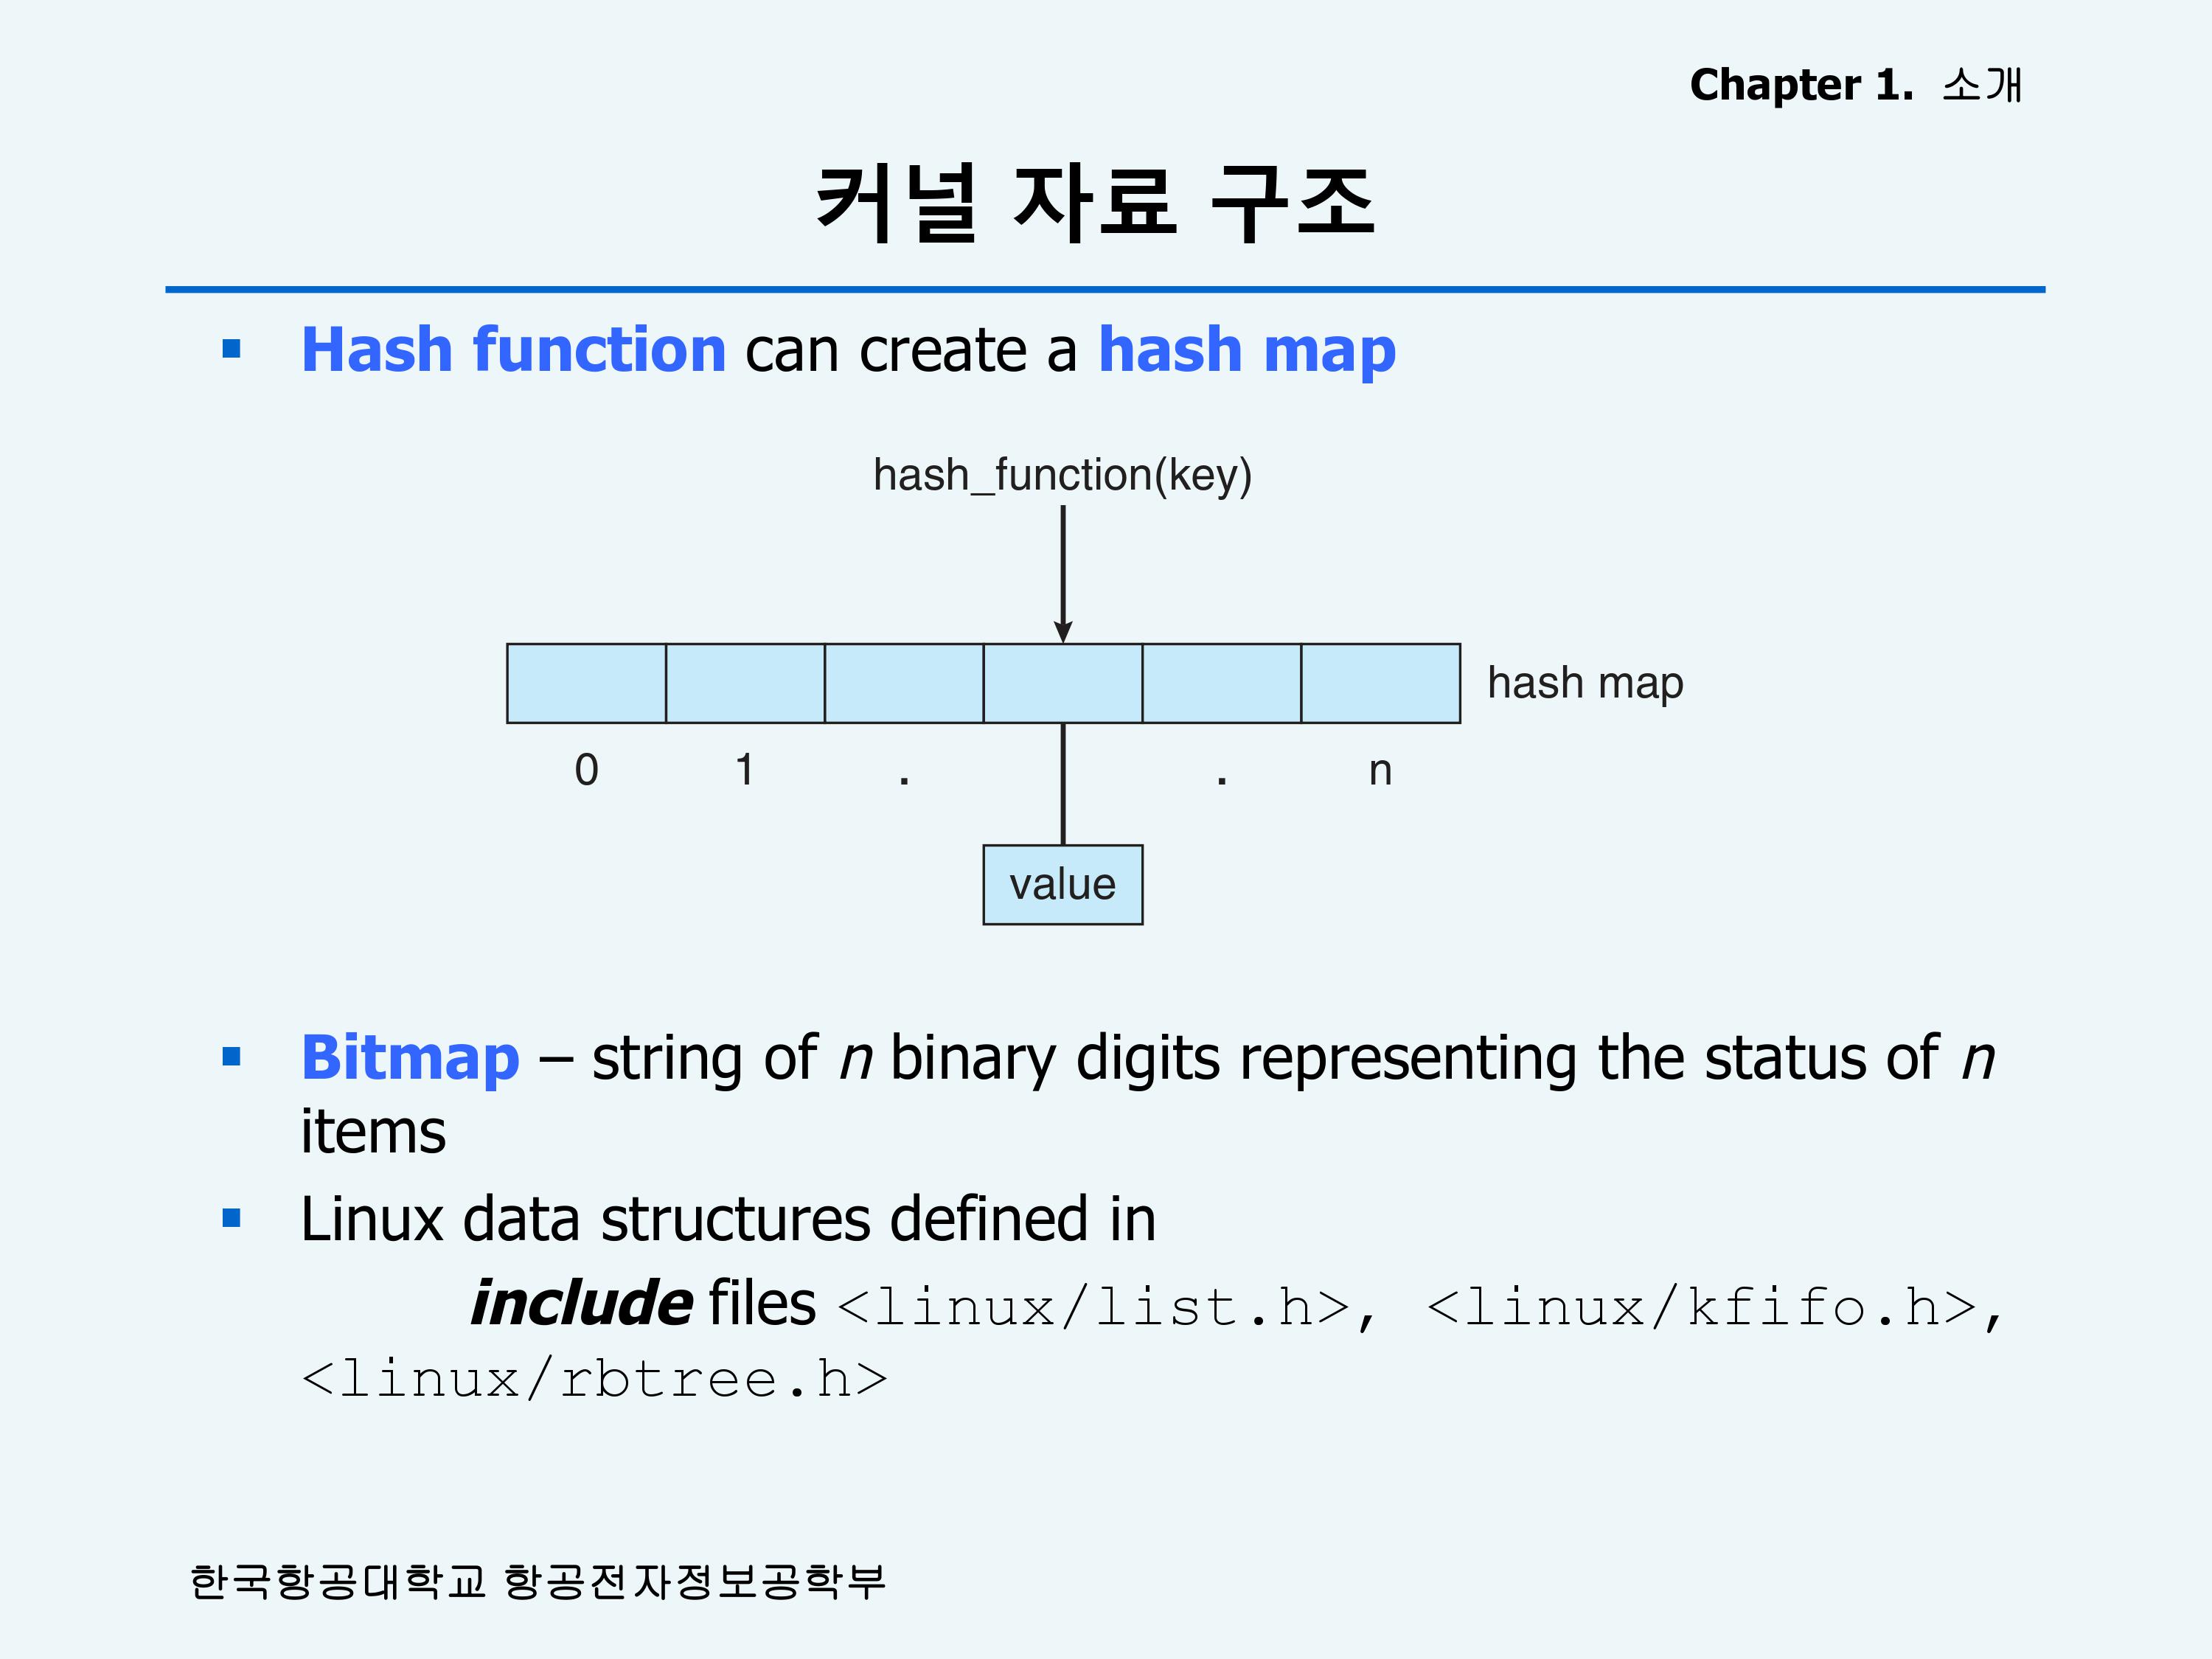 Chapter 1. 소개
커널 자료 구조
▪ Hash function can create a hash map
hash_function(key)
hash map
0 1 . . n
value
▪ Bitmap – string of n binary digits representing the status of n
items
▪ Linux data structures defined in
include files <linux/list.h>, <linux/kfifo.h>,
<linux/rbtree.h>
한국항공대학교 항공전자정보공학부